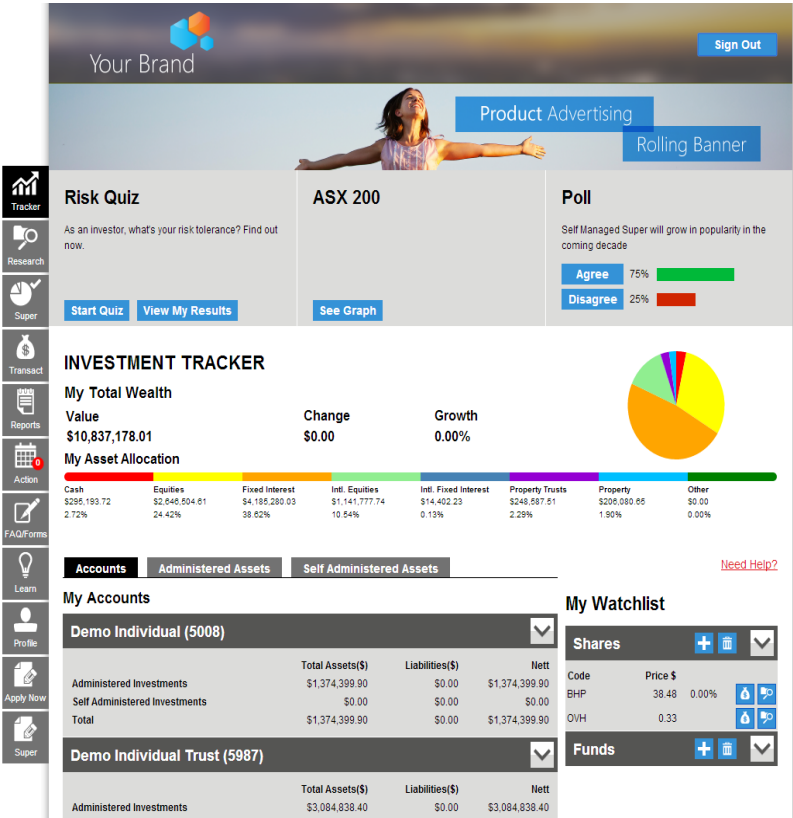 Your Brand
Sign Out
Product Advertising
Rolling Banner
Tracker
Research
Super
Transact
Reports
0
Action
FAQ/Forms
Learn
Profile
Apply Now
Super
Risk Quiz
As an investor, what's your risk tolerance? Find out
now.
Start Quiz View My Results
ASX 200
See Graph
Poll
Self Managed Super will grow in popularity in the
coming decade
Agree 75%
Disagree 25%
INVESTMENT TRACKER
My Total Wealth
Value Change Growth
$10,837,178.01 $0.00 0.00%
My Asset Allocation
Cash Equities Fixed Interest Intl. Equities Intl. Fixed Interest Property Trusts Property Other
$295,193.72 $2,646,504.61 $4,185,280.03 $1,141,777.74 $14,402.23 $248,587.51 $206,080.65 $0.00
2.72% 24.42% 38.62% 10.54% 0.13% 2.29% 1.90% 0.00%
Accounts Administered Assets Self Administered Assets
Need Help?
My Accounts
Demo Individual (5008)
Total Assets($) Liabilities($) Nett
Administered Investments $1,374,399.90 $0.00 $1,374,399.90
Self Administered Investments $0.00 $0.00 $0.00
Total $1,374,399.90 $0.00 $1,374,399.90
Demo Individual Trust (5987)
Total Assets($) Liabilities($) Nett
Administered Investments $3,084,838.40 $0.00 $3,084,838.40
My Watchlist
Shares
Code Price $
BHP 38.48 0.00%
OVH 0.33
Funds